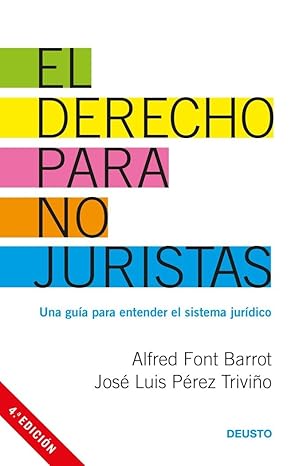 EL
DERECHO
PARA
NO
JURISTAS
Una guía para entender el sistema jurídico
Alfred Font Barrot
José Luis Pérez Triviño
4.ª EDICIÓN
DEUSTO